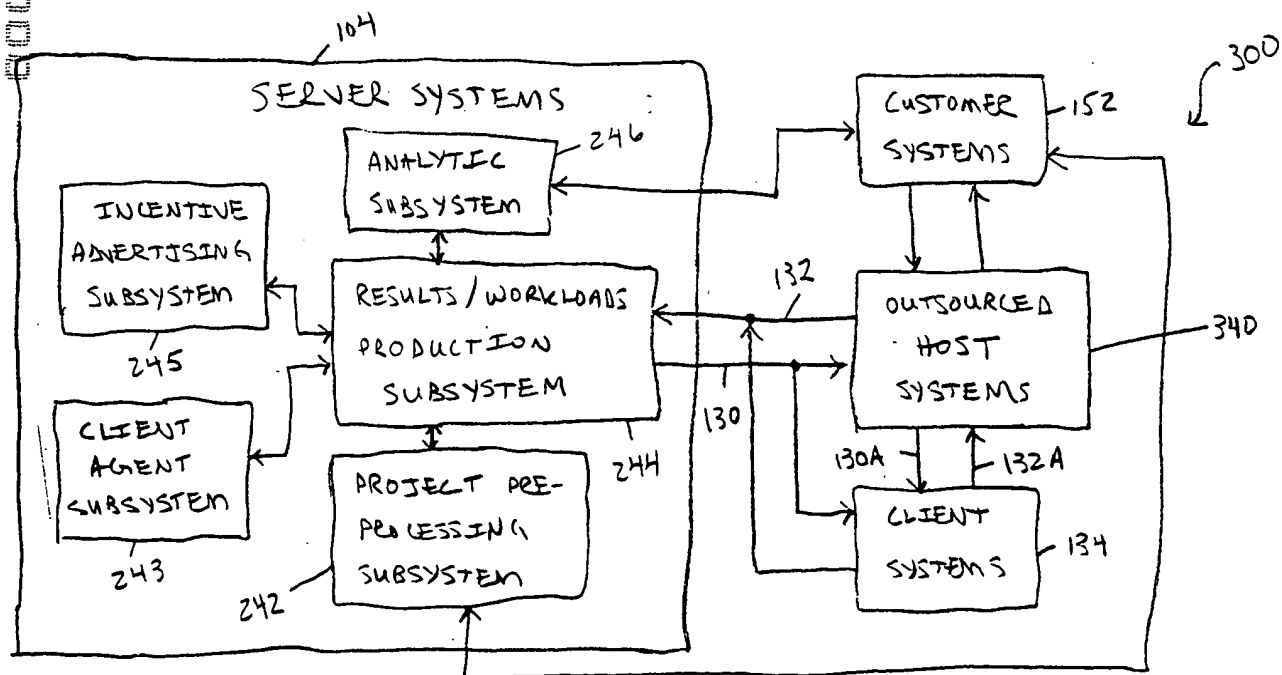 104
300
SERVER SYSTEMS
CUSTOMER
SYSTEMS
152
ANALYTIC
SUBSYSTEM
246
INCENTIVE
ADVERTISING
SUBSYSTEM
245
RESULTS/WORKLOADS
PRODUCTION
SUBSYSTEM
244
132
130
OUTSOURCED
HOST
SYSTEMS
340
CLIENT
AGENT
SUBSYSTEM
243
PROJECT PRE-
PROCESSING
SUBSYSTEM
242
130A
132A
CLIENT
SYSTEMS
134